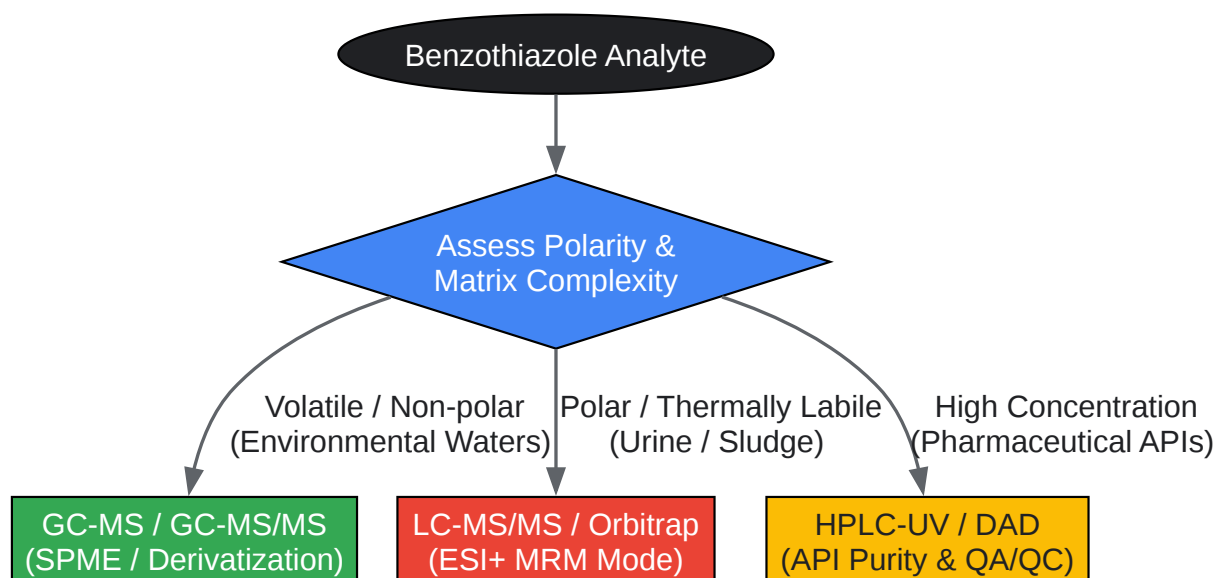 Benzothiazole Analyte
Assess Polarity &
Matrix Complexity
Volatile / Non-polar
(Environmental Waters)
Polar / Thermally Labile
(Urine / Sludge)
High Concentration
(Pharmaceutical APIs)
GC-MS / GC-MS/MS
(SPME / Derivatization)
LC-MS/MS / Orbitrap
(ESI+ MRM Mode)
HPLC-UV / DAD
(API Purity & QA/QC)